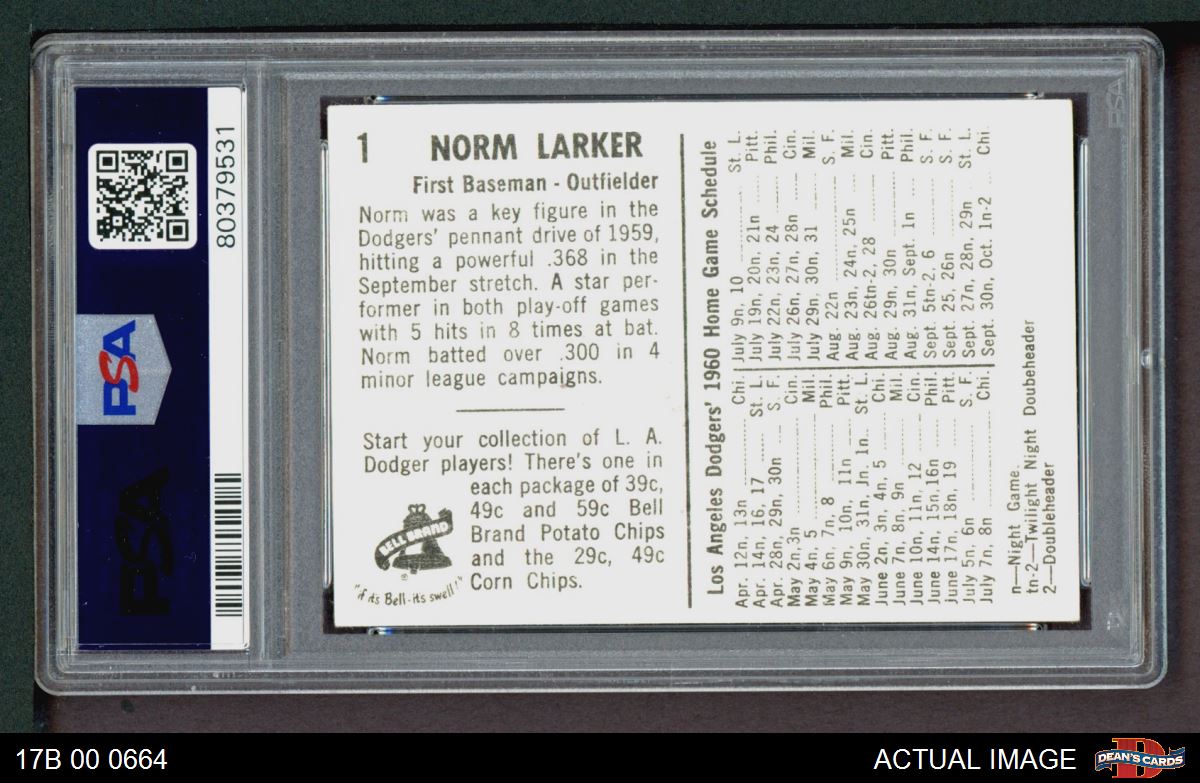 80379531
PSA
PSA
1 NORM LARKER
First Baseman - Outfielder
Norm was a key figure in the
Dodgers' pennant drive of 1959,
hitting a powerful .368 in the
September stretch. A star per-
former in both play-off games
with 5 hits in 8 times at bat.
Norm batted over .300 in 4
minor league campaigns.
Start your collection of L. A.
Dodger players! There's one in
each package of 39c,
49c and 59c Bell
Brand Potato Chips
and the 29c, 49c
Corn Chips.
BELL BRAND
®
"if its Bell-its swell!"
Los Angeles Dodgers' 1960 Home Game Schedule
Apr. 12n, 13n Chi.
Apr. 14n, 16, 17 St. L.
Apr. 28n, 29n, 30n S. F.
May 2n, 3n Cin.
May 4n, 5 Mil.
May 6n, 7n, 8 Phil.
May 9n, 10n, 11n Pitt.
May 30n, 31n, Jn. 1n St. L.
June 2n, 3n, 4n, 5 Chi.
June 7n, 8n, 9n Mil.
June 10n, 11n, 12 Cin.
June 14n, 15n, 16n Phil.
June 17n, 18n, 19 Pitt.
July 5n, 6n S. F.
July 7n, 8n Chi.
July 9n, 10 St. L.
July 19n, 20n, 21n Pitt.
July 22n, 23n, 24 Phil.
July 26n, 27n, 28n Cin.
July 29n, 30n, 31 Mil.
Aug. 22n S. F.
Aug. 23n, 24n, 25n Mil.
Aug. 26tn-2, 28 Cin.
Aug. 29n, 30n Pitt.
Aug. 31n, Sept. 1n Phil.
Sept. 5tn-2, 6 S. F.
Sept. 25, 26n S. F.
Sept. 27n, 28n, 29n St. L.
Sept. 30n, Oct. 1n-2 Chi.
n—Night Game.
tn-2—Twilight Night Doubeheader
2—Doubleheader
PSA
17B 00 0664
ACTUAL IMAGE
DEAN'S CARDS